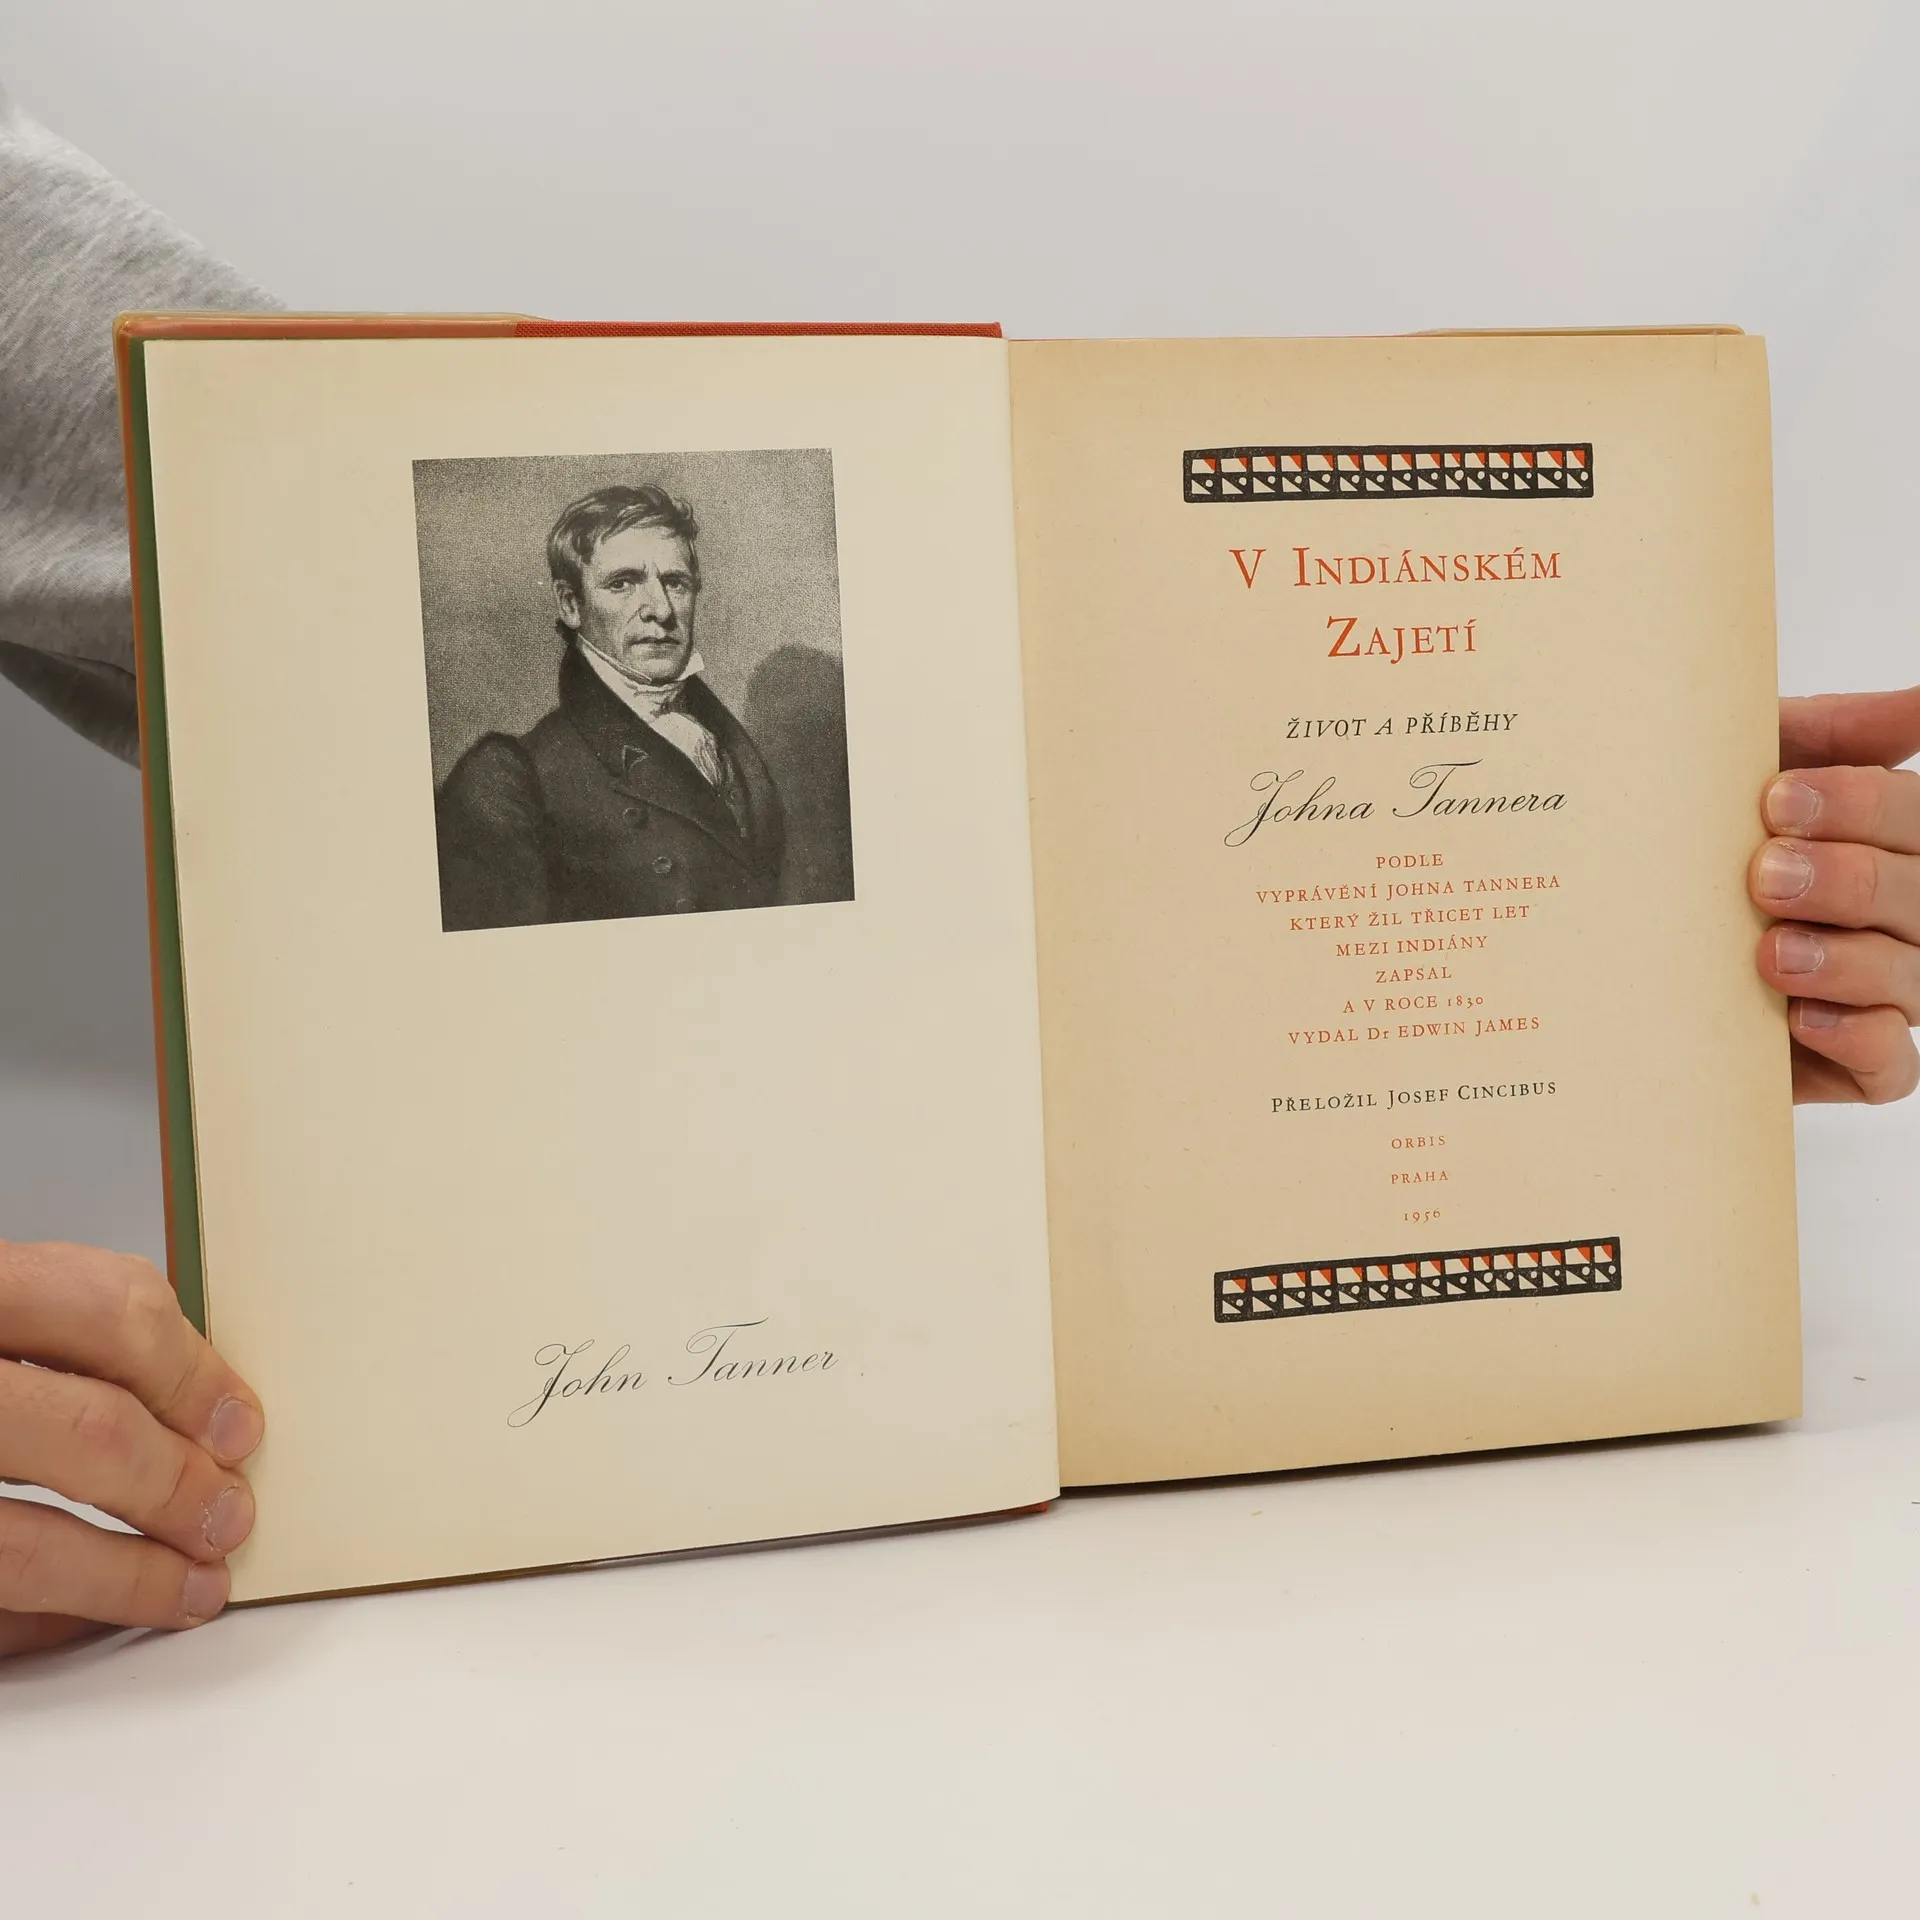 John Tanner
V Indiánském
Zajetí
ŽIVOT A PŘÍBĚHY
Johna Tannera
PODLE
VYPRÁVĚNÍ JOHNA TANNERA
KTERÝ ŽIL TŘICET LET
MEZI INDIÁNY
ZAPSAL
A V ROCE 1830
VYDAL Dr EDWIN JAMES
Přeložil Josef Cincibus
ORBIS
PRAHA
1956